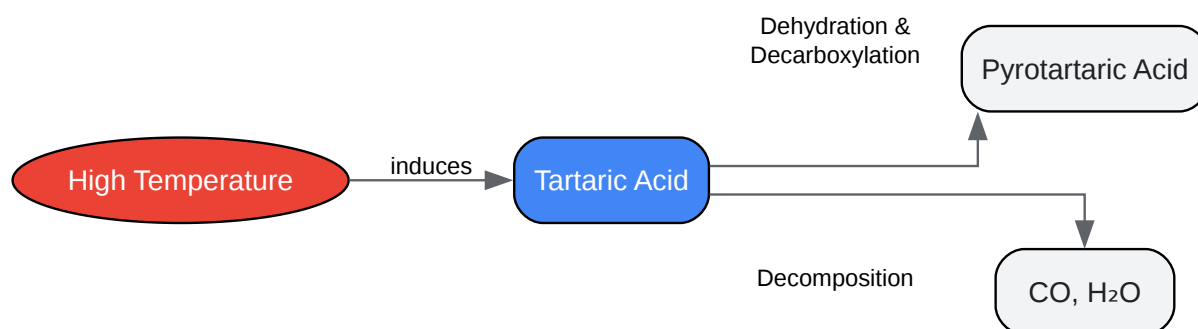 Dehydration &
Decarboxylation
Pyrotartaric Acid
High Temperature
induces
Tartaric Acid
Decomposition
CO, H₂O